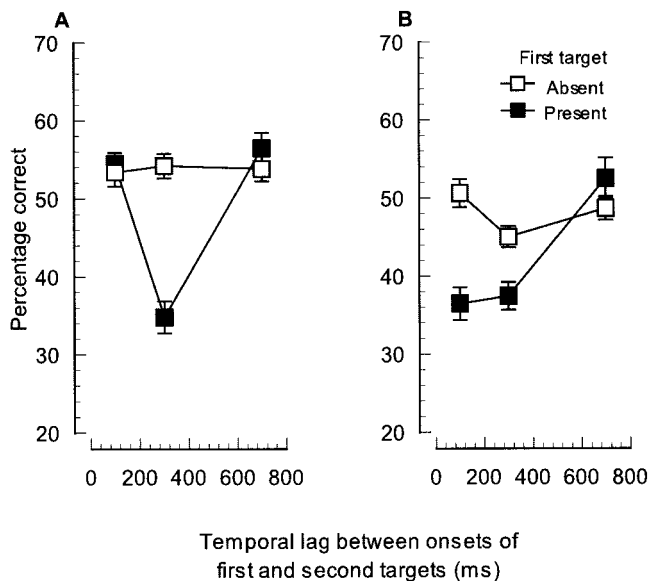 A
B
70
60
50
40
30
20
Percentage correct
0 200 400 600 800
70
60
50
40
30
20
First target
Absent
Present
0 200 400 600 800
Temporal lag between onsets of
first and second targets (ms)